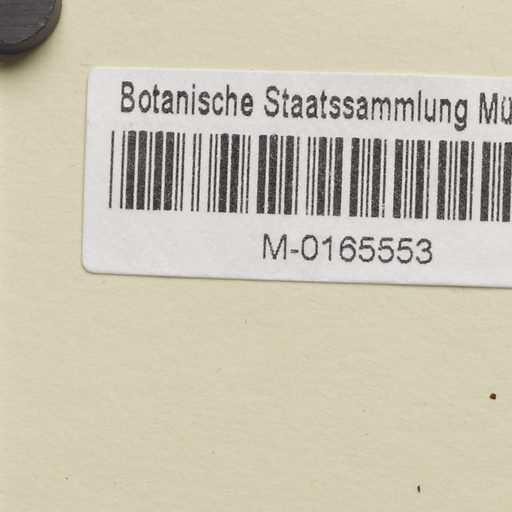 Botanische Staatssammlung Mü
M-0165553